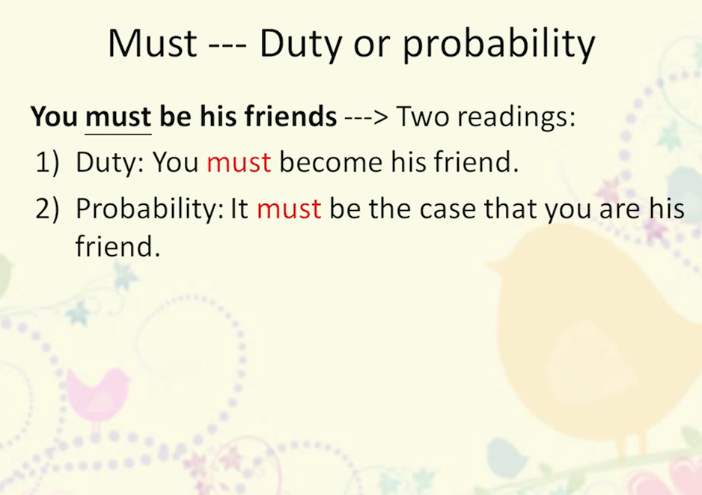 Must --- Duty or probability
You must be his friends ---> Two readings:
1) Duty: You must become his friend.
2) Probability: It must be the case that you are his
friend.